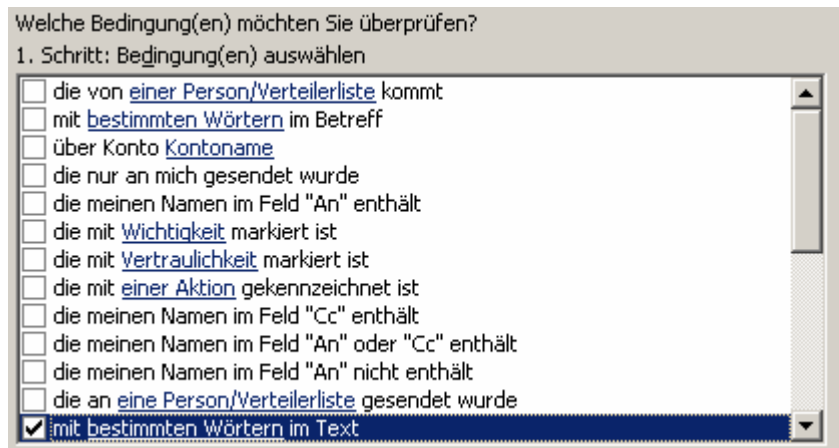 Welche Bedingung(en) möchten Sie überprüfen?
1. Schritt: Bedingung(en) auswählen
die von einer Person/Verteilerliste kommt
mit bestimmten Wörtern im Betreff
über Konto Kontoname
die nur an mich gesendet wurde
die meinen Namen im Feld "An" enthält
die mit Wichtigkeit markiert ist
die mit Vertraulichkeit markiert ist
die mit einer Aktion gekennzeichnet ist
die meinen Namen im Feld "Cc" enthält
die meinen Namen im Feld "An" oder "Cc" enthält
die meinen Namen im Feld "An" nicht enthält
die an eine Person/Verteilerliste gesendet wurde
mit bestimmten Wörtern im Text